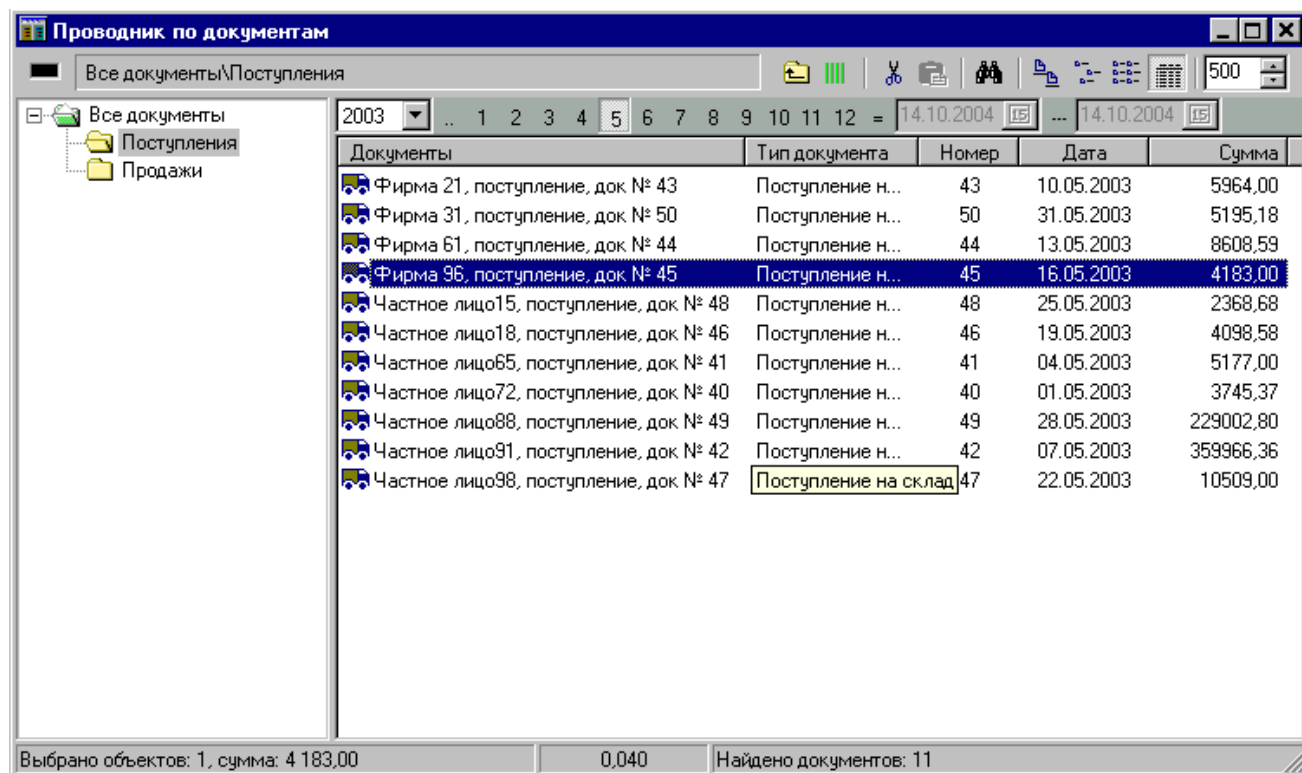 Проводник по документам
Все документы\Поступления 500
Все документы
Поступления
Продажи
2003 .. 1 2 3 4 5 6 7 8 9 10 11 12 = 14.10.2004 15 ... 14.10.2004 15
Документы Тип документа Номер Дата Сумма
Фирма 21, поступление, док № 43 Поступление н... 43 10.05.2003 5964,00
Фирма 31, поступление, док № 50 Поступление н... 50 31.05.2003 5195,18
Фирма 61, поступление, док № 44 Поступление н... 44 13.05.2003 8608,59
Фирма 96, поступление, док № 45 Поступление н... 45 16.05.2003 4183,00
Частное лицо15, поступление, док № 48 Поступление н... 48 25.05.2003 2368,68
Частное лицо18, поступление, док № 46 Поступление н... 46 19.05.2003 4098,58
Частное лицо65, поступление, док № 41 Поступление н... 41 04.05.2003 5177,00
Частное лицо72, поступление, док № 40 Поступление н... 40 01.05.2003 3745,37
Частное лицо88, поступление, док № 49 Поступление н... 49 28.05.2003 229002,80
Частное лицо91, поступление, док № 42 Поступление н... 42 07.05.2003 359966,36
Частное лицо98, поступление, док № 47 Поступление на склад 47 22.05.2003 10509,00
Выбрано объектов: 1, сумма: 4 183,00 0,040 Найдено документов: 11